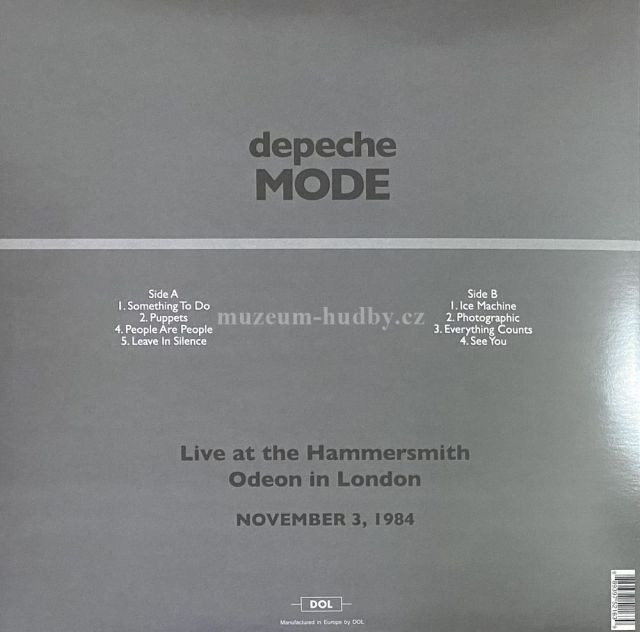 depeche
MODE
Side A
1. Something To Do
2. Puppets
4. People Are People
5. Leave In Silence
Side B
1. Ice Machine
2. Photographic
3. Everything Counts
4. See You
muzeum-hudby.cz
Live at the Hammersmith
Odeon in London
NOVEMBER 3, 1984
DOL
Manufactured in Europe by DOL